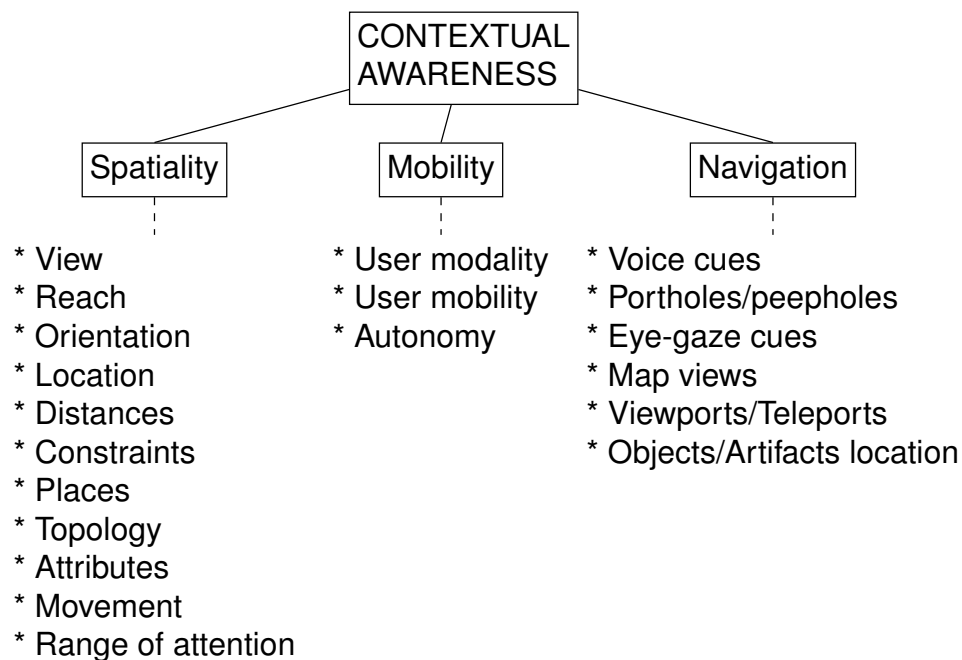 CONTEXTUAL
AWARENESS
Spatiality
Mobility
Navigation
* View
* Reach
* Orientation
* Location
* Distances
* Constraints
* Places
* Topology
* Attributes
* Movement
* Range of attention
* User modality
* User mobility
* Autonomy
* Voice cues
* Portholes/peepholes
* Eye-gaze cues
* Map views
* Viewports/Teleports
* Objects/Artifacts location